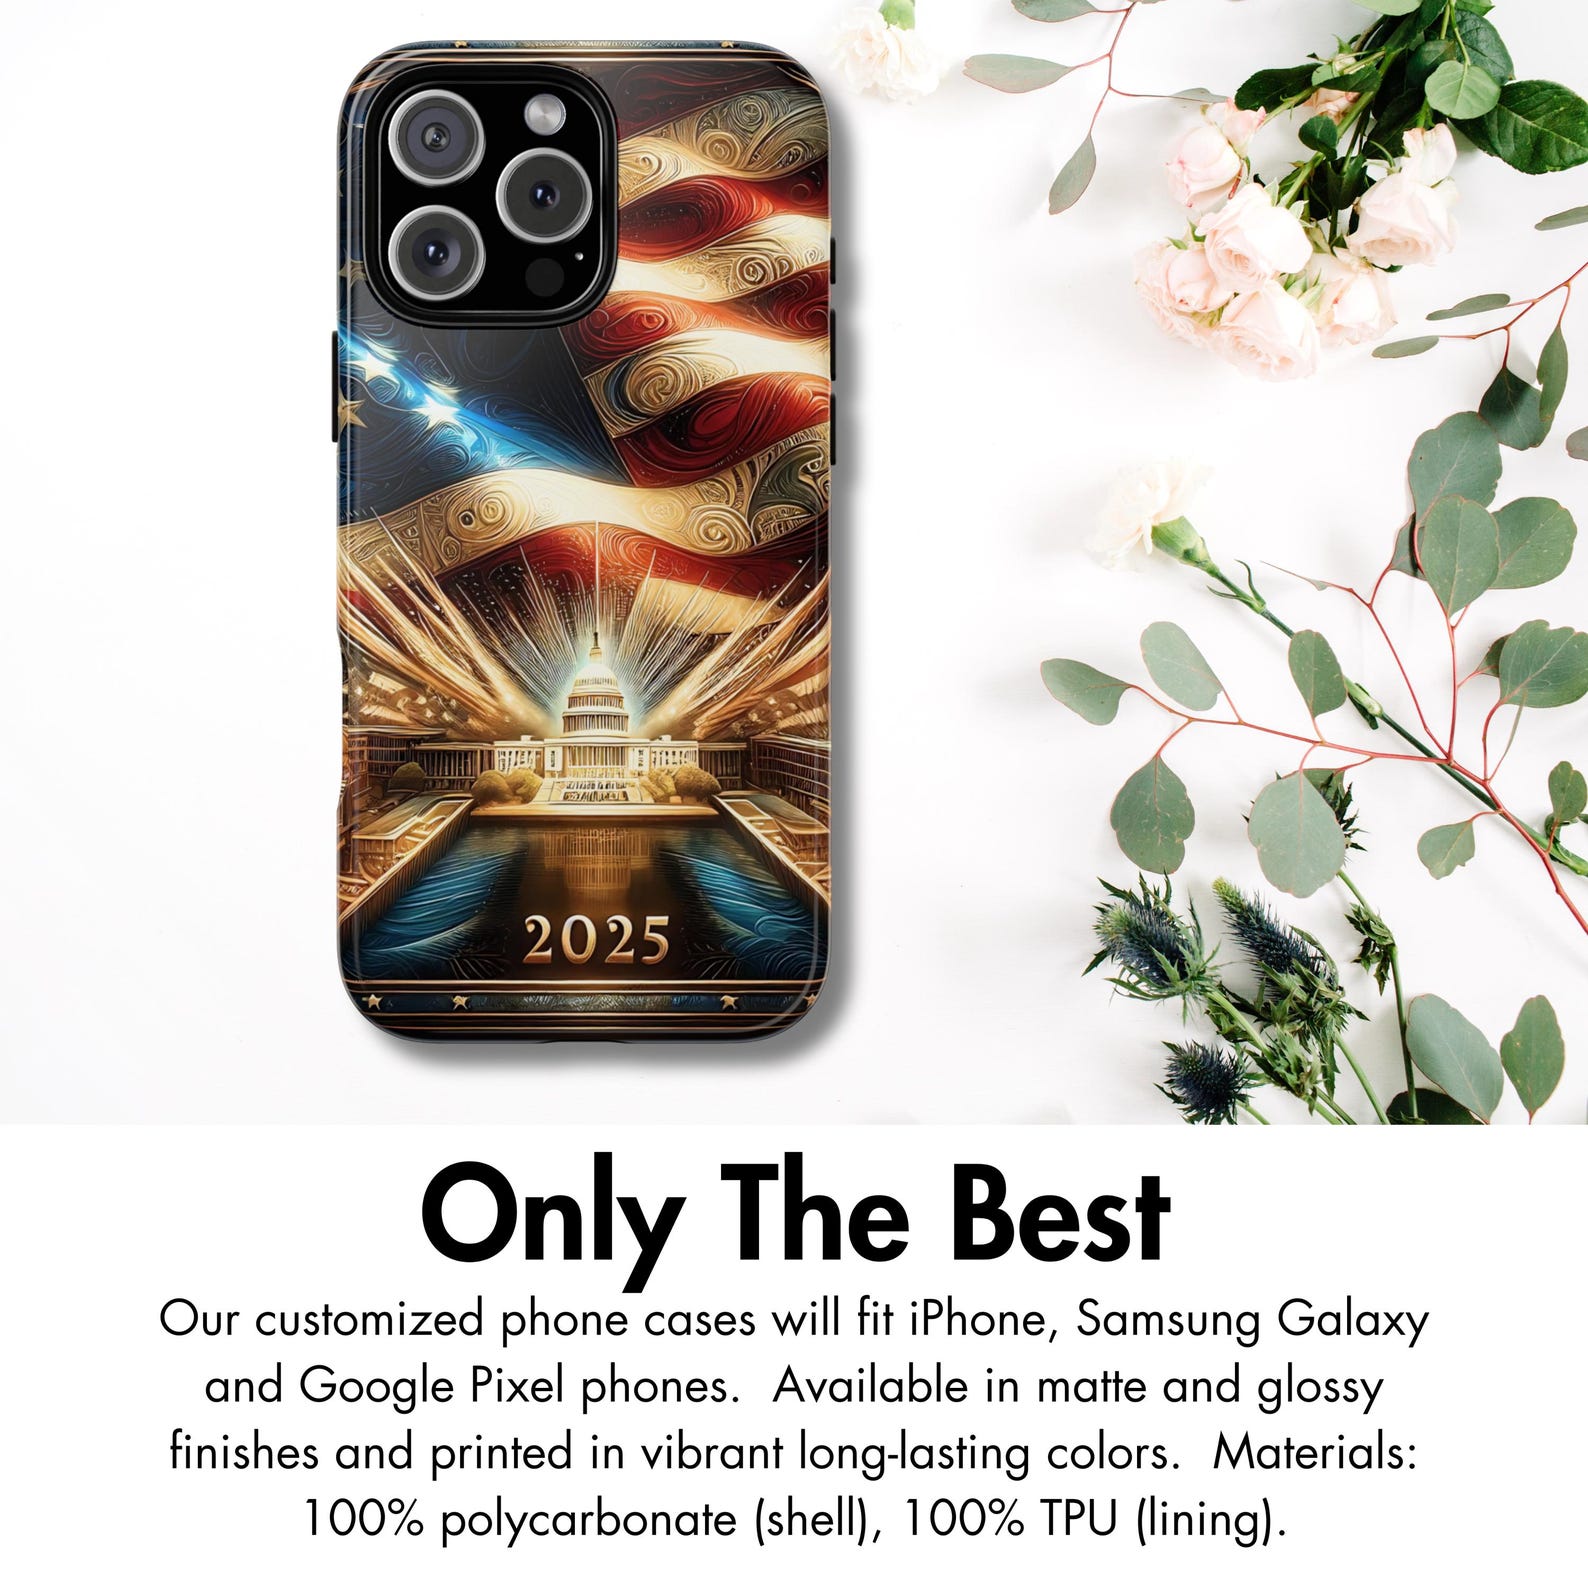 2025
Only The Best
Our customized phone cases will fit iPhone, Samsung Galaxy
and Google Pixel phones.  Available in matte and glossy
finishes and printed in vibrant long-lasting colors.  Materials:
100% polycarbonate (shell), 100% TPU (lining).